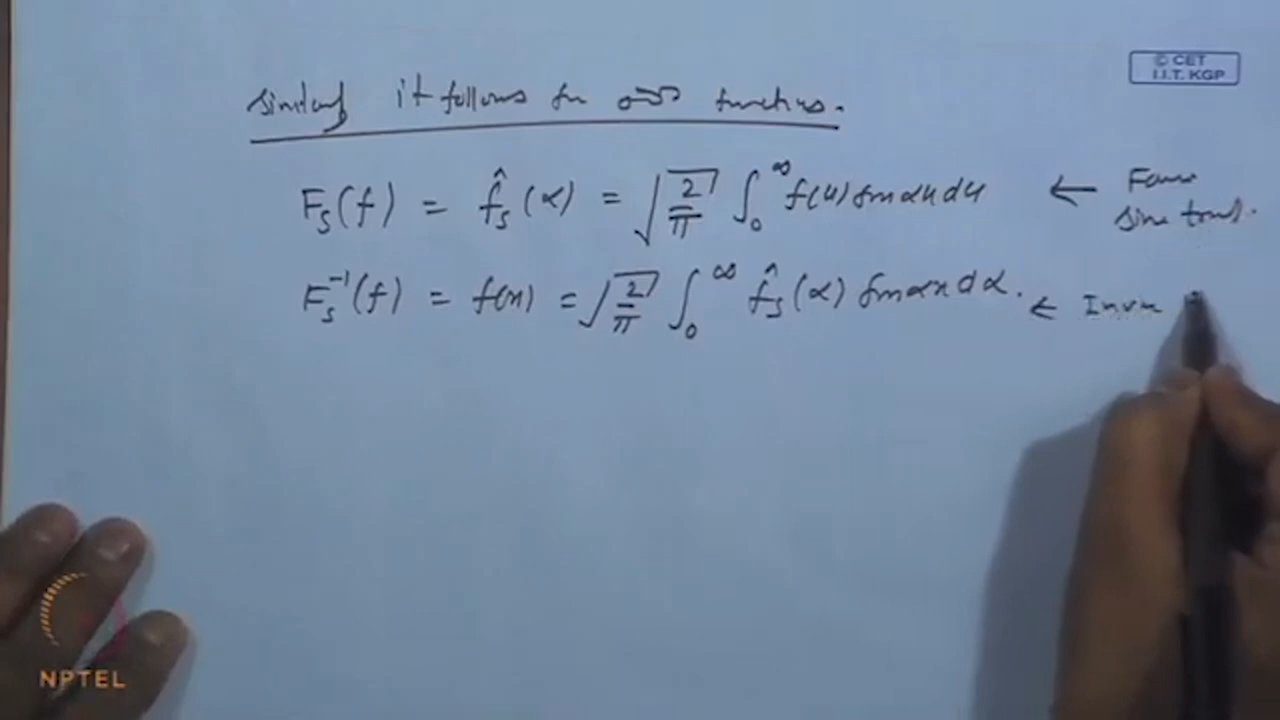 © CET
I.I.T. KGP
Similarly it follows for odd functions.
F_s(f) = f̂_s(α) = √(2/π) ∫_0^∞ f(u) sin αu du ← Fourier
sine transf.
F_s^{-1}(f) = f(x) = √(2/π) ∫_0^∞ f̂_s(α) sin αx dα. ← Inverse
NPTEL